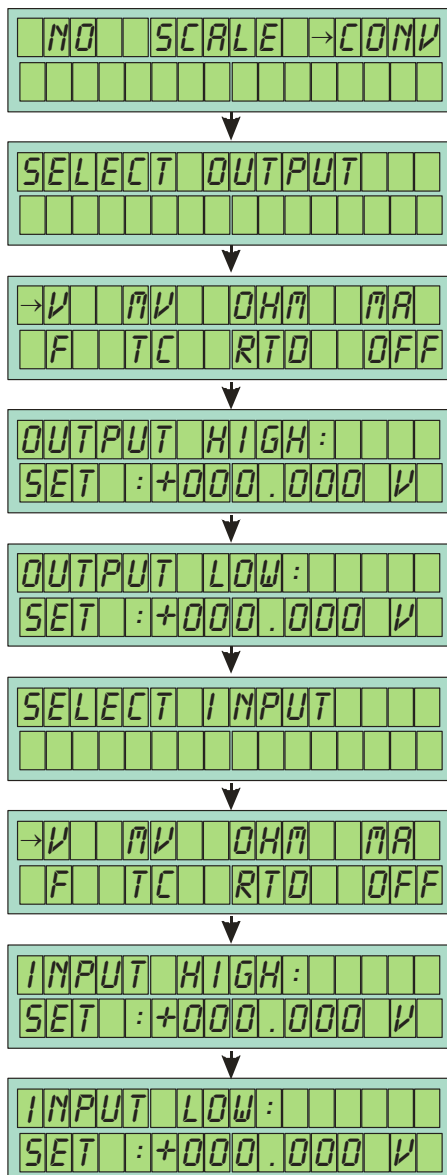 NO SCALE →CONV
SELECT OUTPUT
→V MV OHM MA
F TC RTD OFF
OUTPUT HIGH:
SET :+000.000 V
OUTPUT LOW:
SET :+000.000 V
SELECT INPUT
→V MV OHM MA
F TC RTD OFF
INPUT HIGH:
SET :+000.000 V
INPUT LOW:
SET :+000.000 V